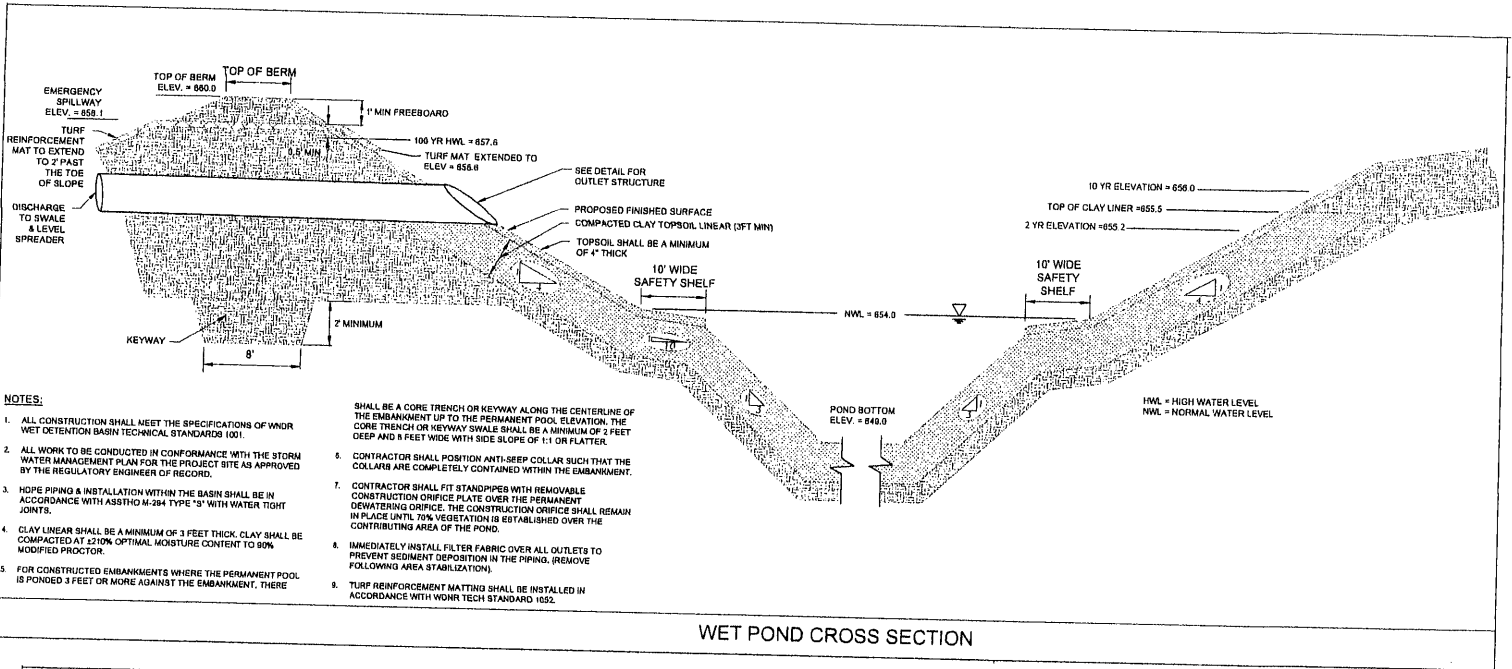 TOP OF BERM
TOP OF BERM
ELEV. = 660.0
EMERGENCY
SPILLWAY
ELEV. = 658.1
1' MIN FREEBOARD
TURF
REINFORCEMENT
MAT TO EXTEND
TO 2' PAST
THE TOE
OF SLOPE
100 YR HWL = 657.6
0.5' MIN
TURF MAT EXTENDED TO
ELEV = 656.6
DISCHARGE
TO SWALE
& LEVEL
SPREADER
SEE DETAIL FOR
OUTLET STRUCTURE
PROPOSED FINISHED SURFACE
COMPACTED CLAY TOPSOIL LINEAR (3FT MIN)
TOPSOIL SHALL BE A MINIMUM
OF 4" THICK
10 YR ELEVATION = 656.0
TOP OF CLAY LINER =655.5
2 YR ELEVATION =655.2
10' WIDE
SAFETY SHELF
10' WIDE
SAFETY
SHELF
1
4
NWL = 654.0
KEYWAY
2' MINIMUM
8'
10
1
3
1
3
POND BOTTOM
ELEV. = 649.0
HWL = HIGH WATER LEVEL
NWL = NORMAL WATER LEVEL
NOTES:
1. ALL CONSTRUCTION SHALL MEET THE SPECIFICATIONS OF WNDR
WET DETENTION BASIN TECHNICAL STANDARDS 1001.
2. ALL WORK TO BE CONDUCTED IN CONFORMANCE WITH THE STORM
WATER MANAGEMENT PLAN FOR THE PROJECT SITE AS APPROVED
BY THE REGULATORY ENGINEER OF RECORD.
3. HDPE PIPING & INSTALLATION WITHIN THE BASIN SHALL BE IN
ACCORDANCE WITH ASSTHO M-294 TYPE "S" WITH WATER TIGHT
JOINTS.
4. CLAY LINEAR SHALL BE A MINIMUM OF 3 FEET THICK. CLAY SHALL BE
COMPACTED AT ±210% OPTIMAL MOISTURE CONTENT TO 90%
MODIFIED PROCTOR.
5. FOR CONSTRUCTED EMBANKMENTS WHERE THE PERMANENT POOL
IS PONDED 3 FEET OR MORE AGAINST THE EMBANKMENT, THERE
SHALL BE A CORE TRENCH OR KEYWAY ALONG THE CENTERLINE OF
THE EMBANKMENT UP TO THE PERMANENT POOL ELEVATION. THE
CORE TRENCH OR KEYWAY SWALE SHALL BE A MINIMUM OF 2 FEET
DEEP AND 8 FEET WIDE WITH SIDE SLOPE OF 1:1 OR FLATTER.
6. CONTRACTOR SHALL POSITION ANTI-SEEP COLLAR SUCH THAT THE
COLLARS ARE COMPLETELY CONTAINED WITHIN THE EMBANKMENT.
7. CONTRACTOR SHALL FIT STANDPIPES WITH REMOVABLE
CONSTRUCTION ORIFICE PLATE OVER THE PERMANENT
DEWATERING ORIFICE. THE CONSTRUCTION ORIFICE SHALL REMAIN
IN PLACE UNTIL 70% VEGETATION IS ESTABLISHED OVER THE
CONTRIBUTING AREA OF THE POND.
8. IMMEDIATELY INSTALL FILTER FABRIC OVER ALL OUTLETS TO
PREVENT SEDIMENT DEPOSITION IN THE PIPING. (REMOVE
FOLLOWING AREA STABILIZATION).
9. TURF REINFORCEMENT MATTING SHALL BE INSTALLED IN
ACCORDANCE WITH WDNR TECH STANDARD 1052.
WET POND CROSS SECTION